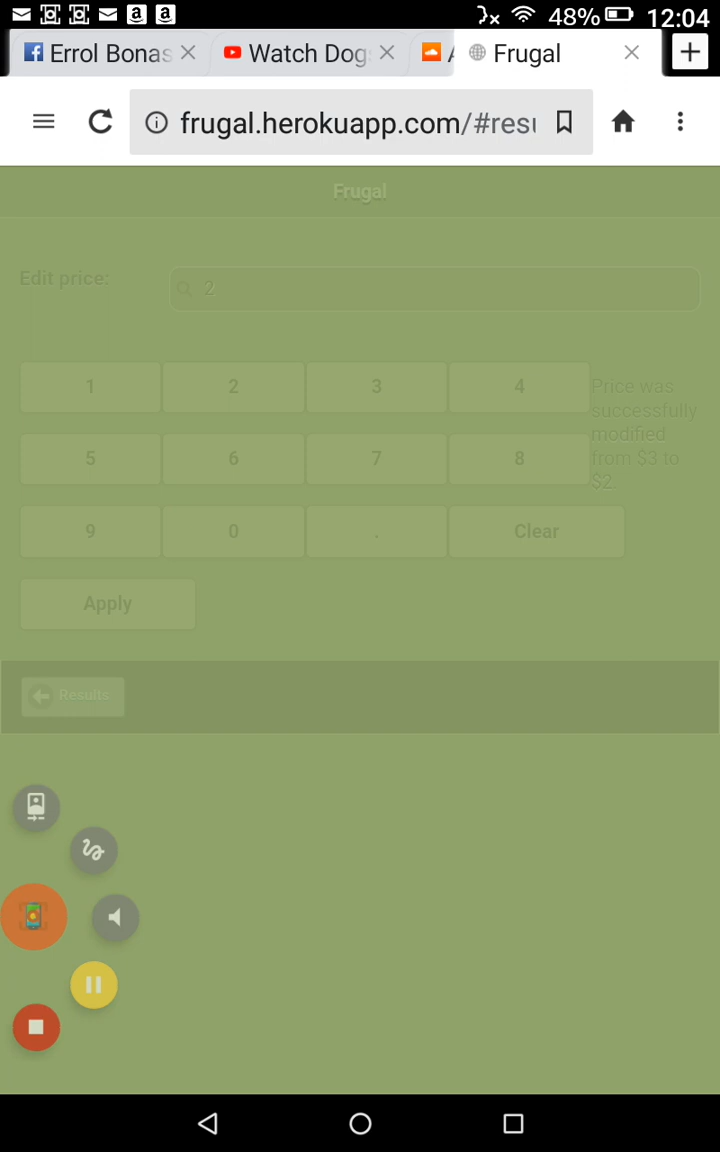 48% 12:04
Errol Bonas
Watch Dog
Frugal
frugal.herokuapp.com/#resu
Frugal
Edit price:
2
1 2 3 4
5 6 7 8
9 0 . Clear
Price was
successfully
modified
from $3 to
$2.
Apply
Results